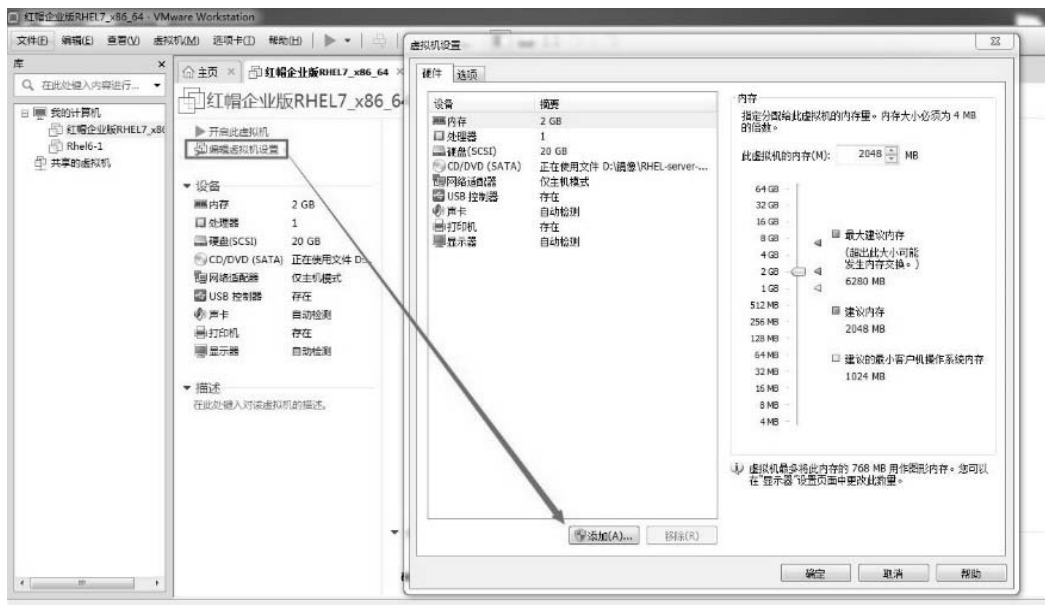 红帽企业版RHEL7_x86_64 - VMware Workstation
文件(F) 编辑(E) 查看(V) 虚拟机(M) 选项卡(T) 帮助(H)
库
在此处键入内容进行...
我的计算机
红帽企业版RHEL7_x8
Rhel6-1
共享的虚拟机
主页
红帽企业版RHEL7_x86_64
红帽企业版RHEL7_x86_6
开启此虚拟机
编辑虚拟机设置
设备
内存 2 GB
处理器 1
硬盘(SCSI) 20 GB
CD/DVD (SATA) 正在使用文件 D:
网络适配器 仅主机模式
USB 控制器 存在
声卡 自动检测
打印机 存在
显示器 自动检测
描述
在此处键入对该虚拟机的描述。
虚拟机设置
硬件 选项
设备 摘要
内存 2 GB
处理器 1
硬盘(SCSI) 20 GB
CD/DVD (SATA) 正在使用文件 D:\镜像\RHEL-server-...
网络适配器 仅主机模式
USB 控制器 存在
声卡 自动检测
打印机 存在
显示器 自动检测
添加(A)... 移除(R)
内存
指定分配给此虚拟机的内存量。内存大小必须为 4 MB
的倍数。
此虚拟机的内存(M): 2048 MB
64 GB
32 GB
16 GB
8 GB
4 GB
2 GB
1 GB
512 MB
256 MB
128 MB
64 MB
32 MB
16 MB
8 MB
4 MB
最大建议内存
(超出此大小可能
发生内存交换。)
6280 MB
建议内存
2048 MB
建议的最小客户机操作系统内存
1024 MB
虚拟机最多将此内存的 768 MB 用作图形内存。您可以
在"显示器"设置页面中更改此数量。
确定 取消 帮助